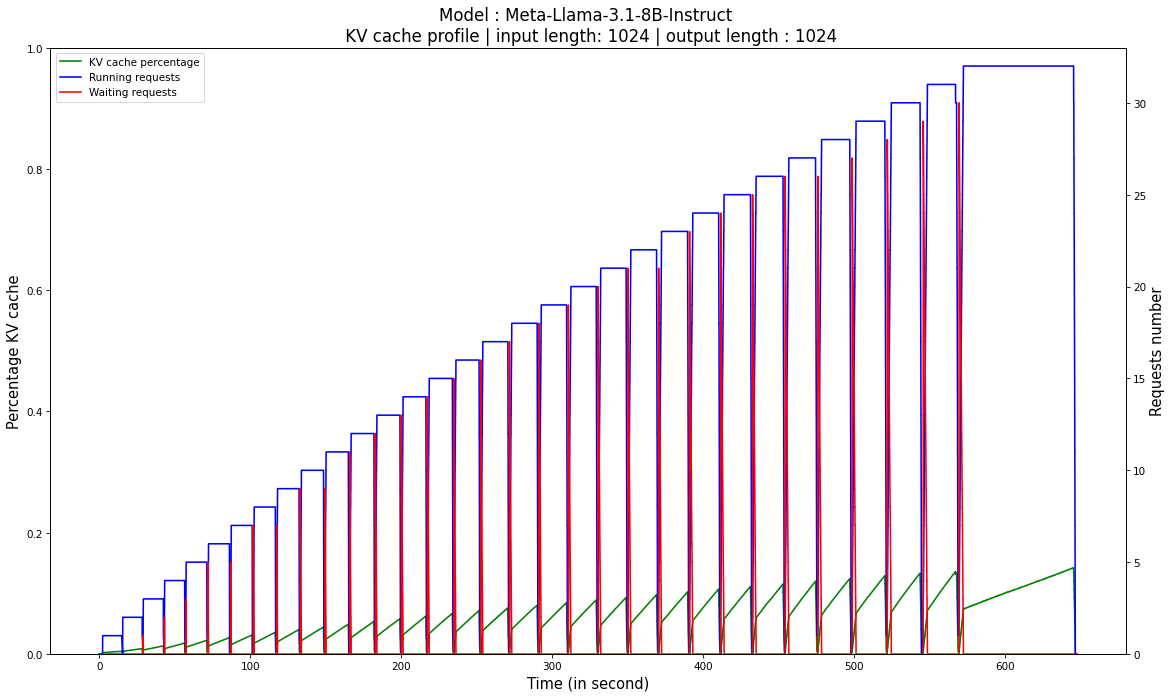 Model : Meta-Llama-3.1-8B-Instruct
KV cache profile | input length: 1024 | output length : 1024
KV cache percentage
Running requests
Waiting requests
1.0
0.8
0.6
0.4
0.2
0.0
Percentage KV cache
30
25
20
15
10
5
0
Requests number
0 100 200 300 400 500 600
Time (in second)